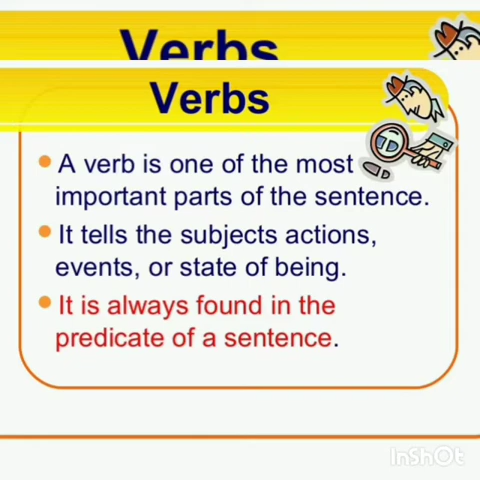 Verbs
Verbs
A verb is one of the most
important parts of the sentence.
It tells the subjects actions,
events, or state of being.
It is always found in the
predicate of a sentence.
InShOt